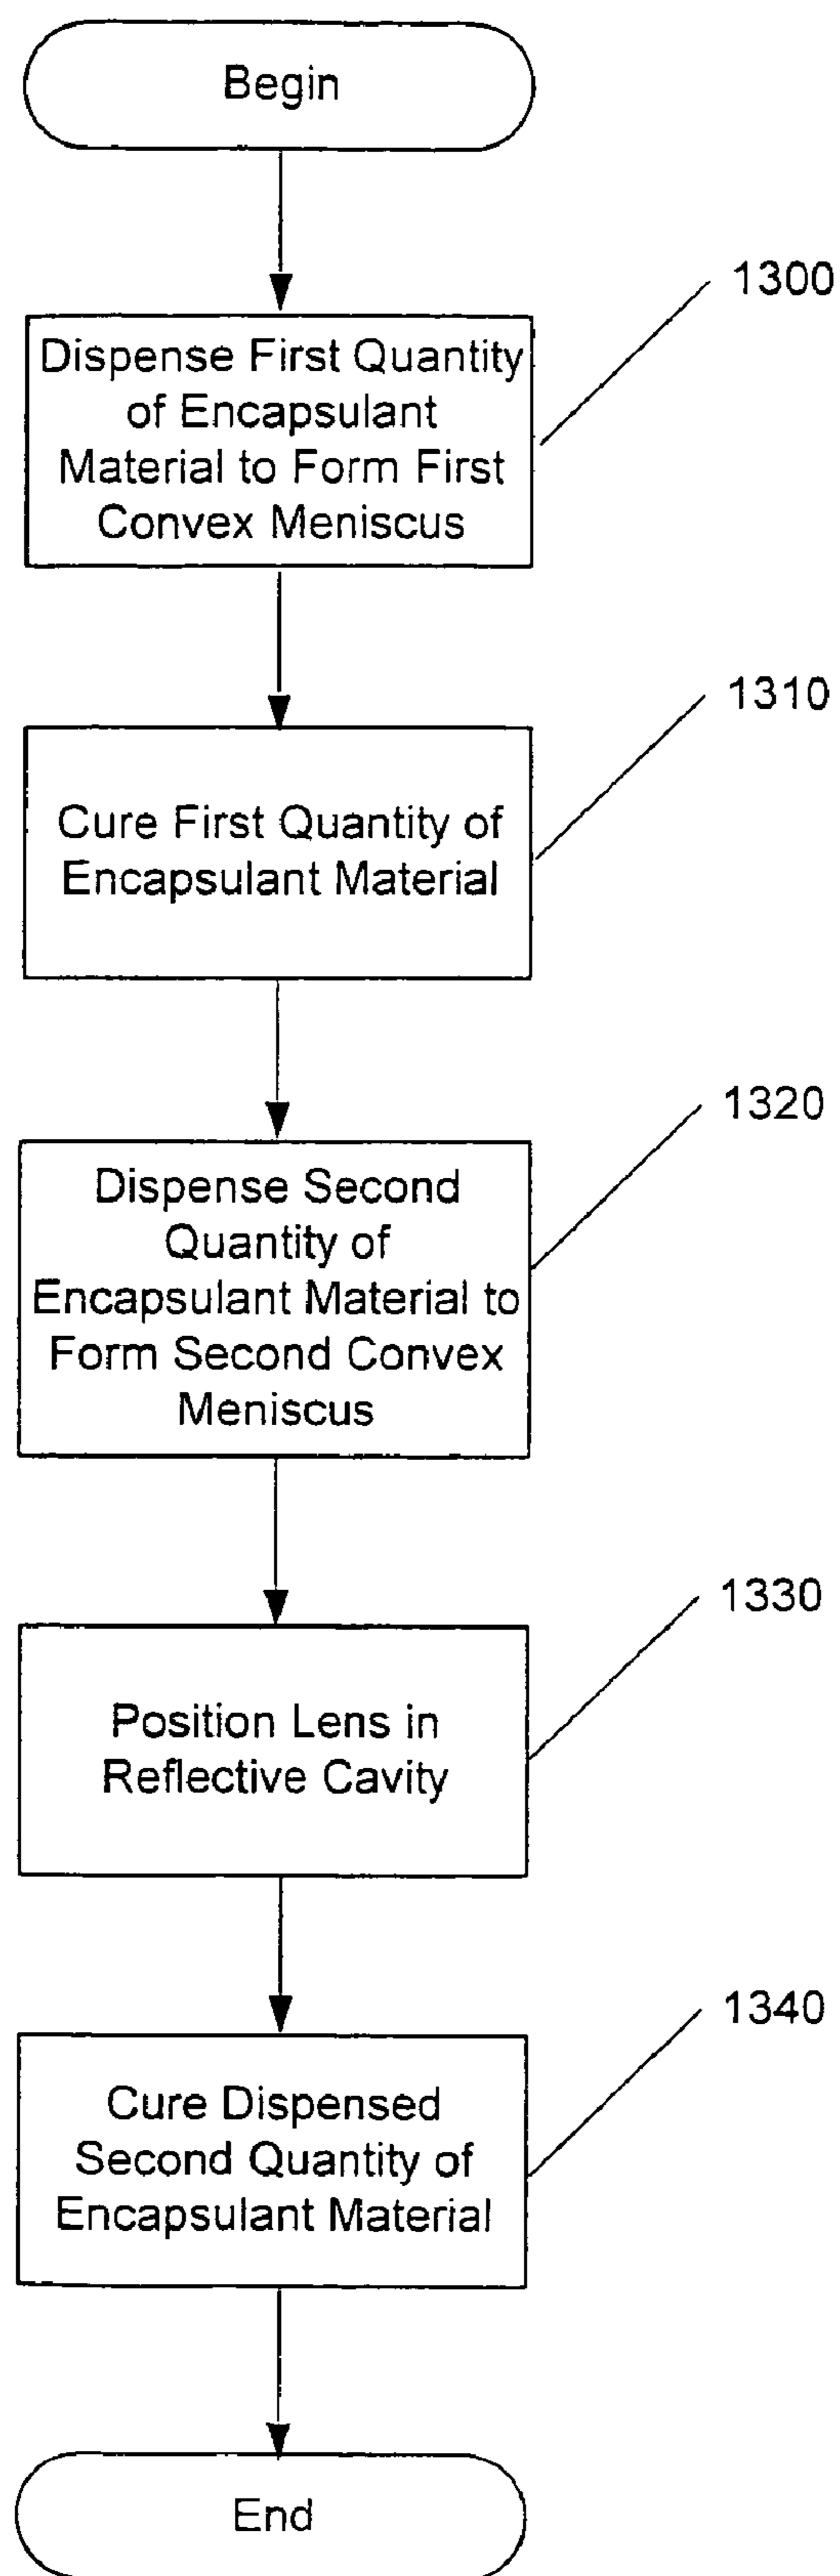 Begin
1300
Dispense First Quantity
of Encapsulant
Material to Form First
Convex Meniscus
1310
Cure First Quantity of
Encapsulant Material
1320
Dispense Second
Quantity of
Encapsulant Material to
Form Second Convex
Meniscus
1330
Position Lens in
Reflective Cavity
1340
Cure Dispensed
Second Quantity of
Encapsulant Material
End